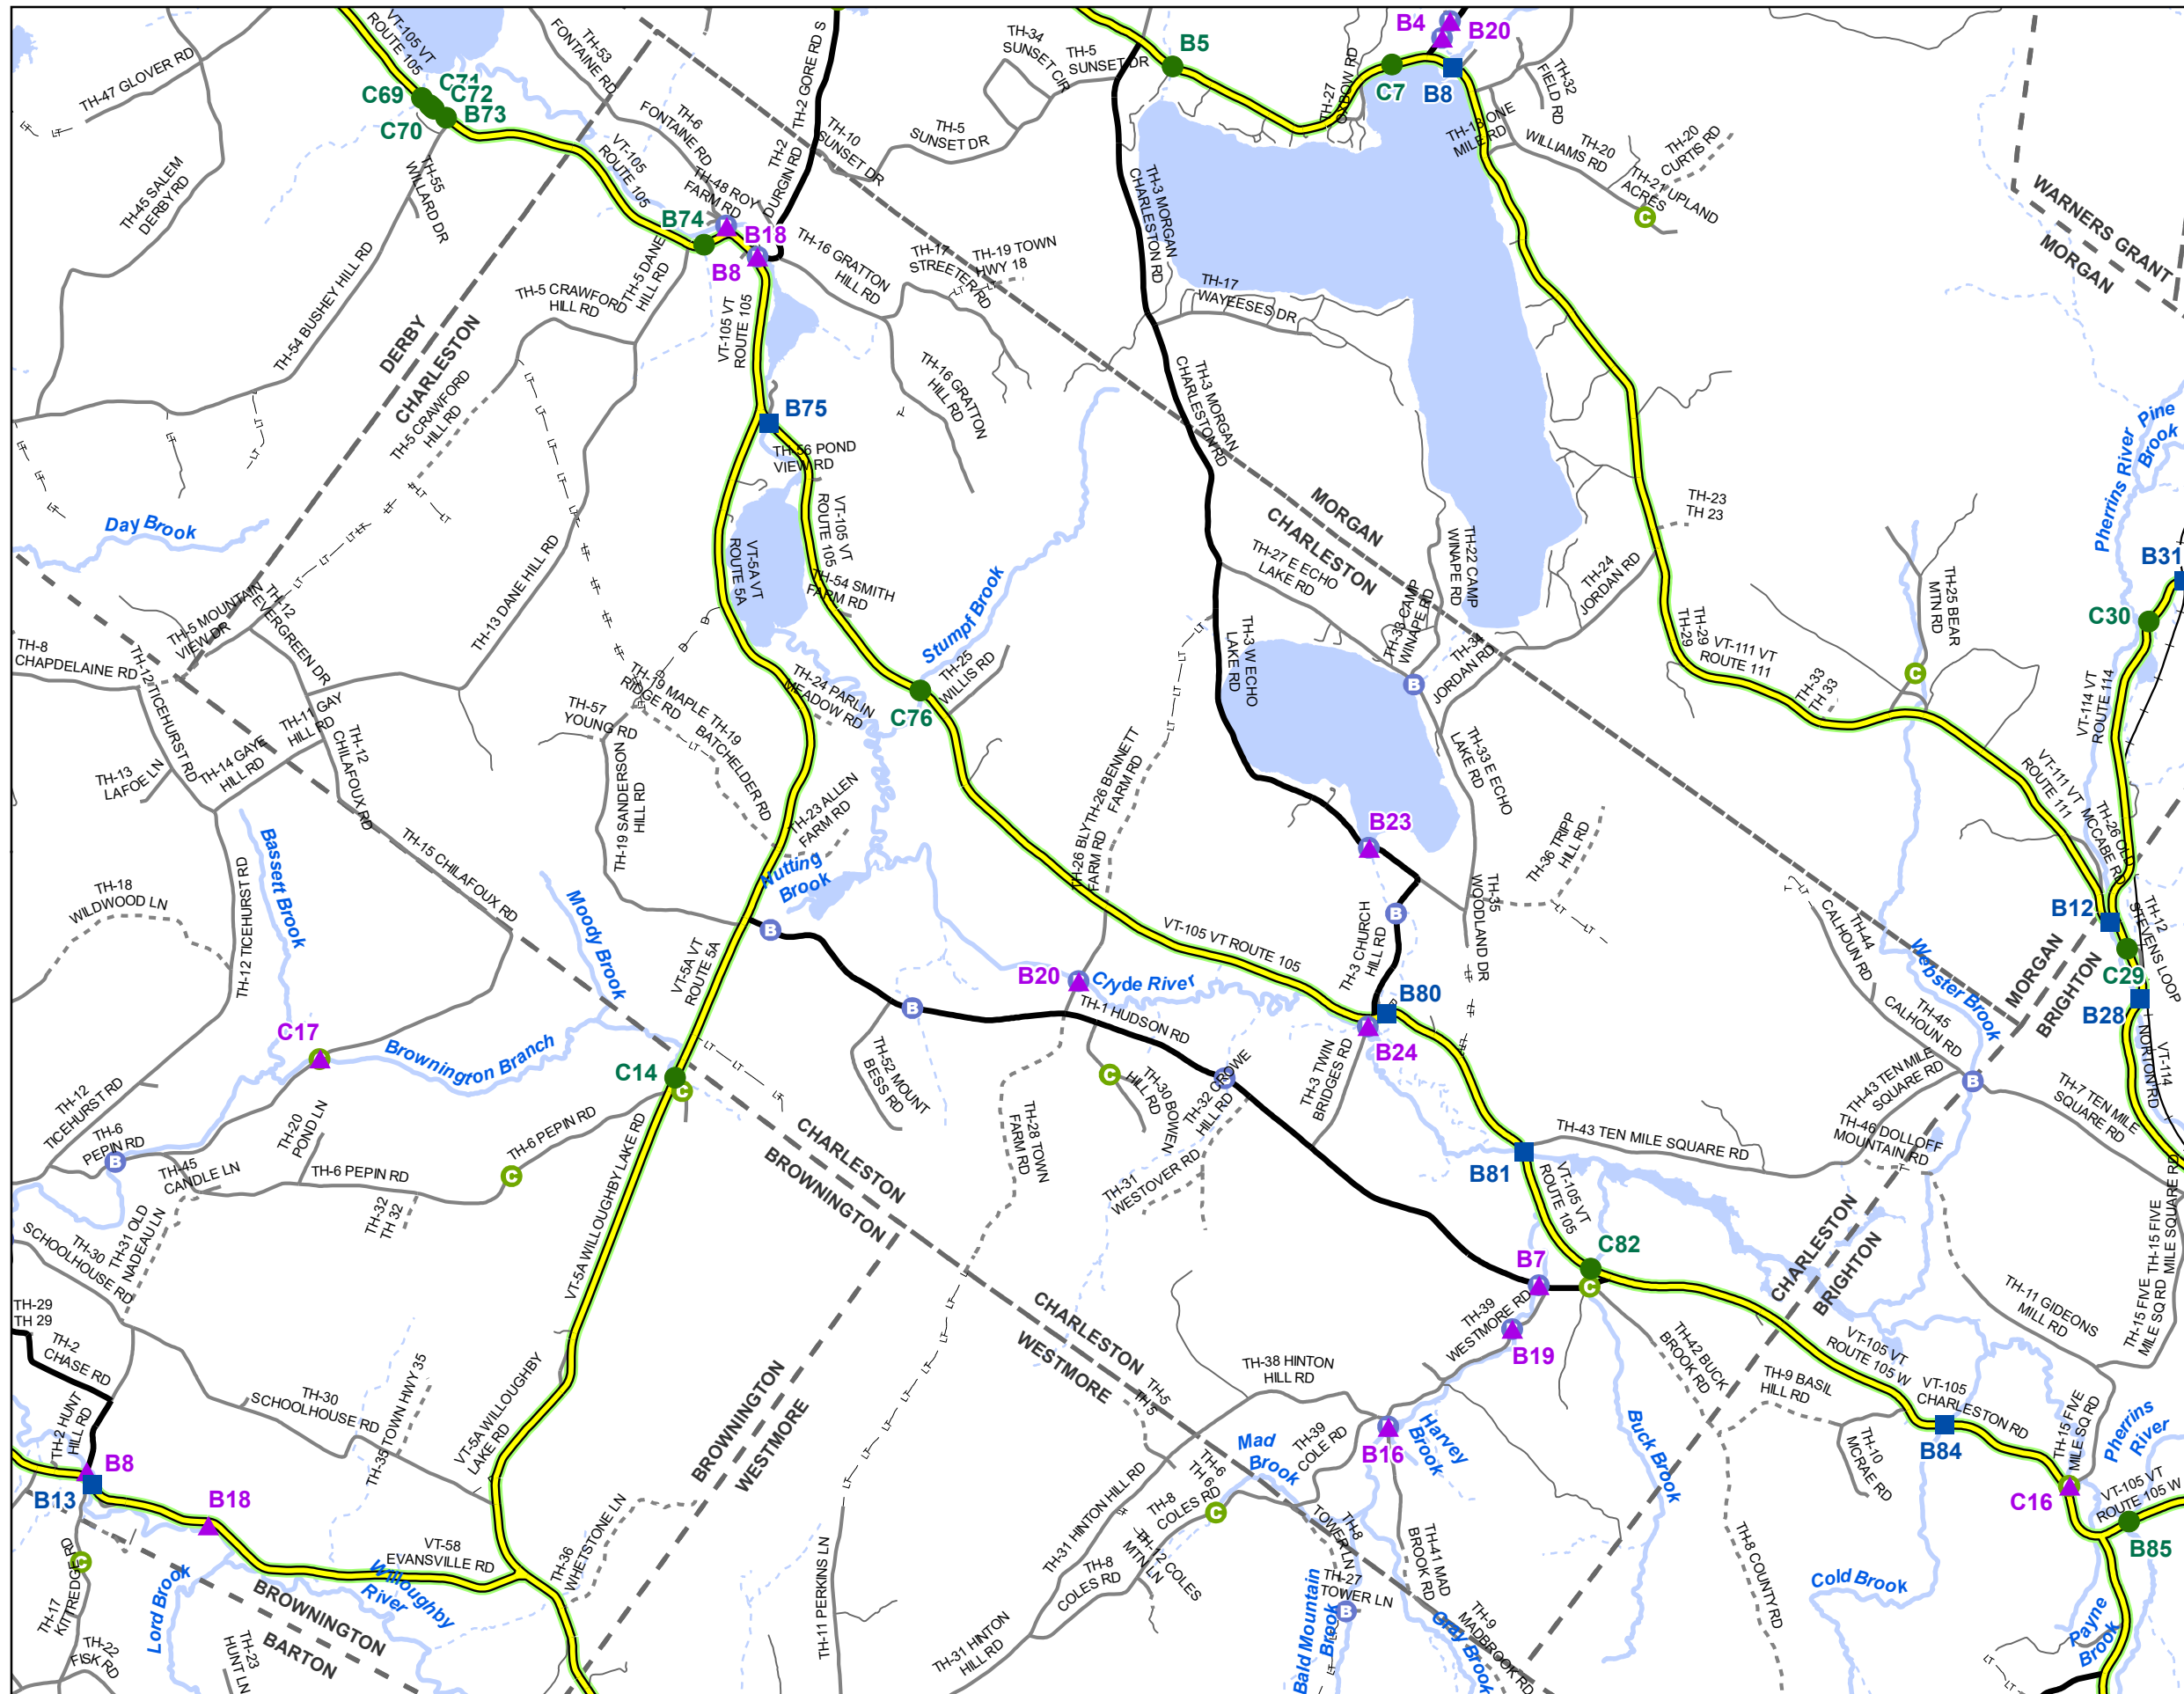 VT-105 VT
ROUTE 105
TH-47 GLOVER RD
C69
C71
C72
C70
B73
TH-53
FONTAINE RD
TH-6
FONTAINE RD
TH-2 GORE RD S
TH-34
SUNSET CIR
TH-5
SUNSET DR
B5
TH-27
OXBOW RD
C7
B4
B20
B8
TH-32
FIELD RD
TH-18 ONE
MILE RD
TH-20
WILLIAMS RD
TH-20
CURTIS RD
TH-21 UPLAND
ACRES
C
WARNERS GRANT
MORGAN
TH-45 SALEM
DERBY RD
TH-55
WILLARD DR
VT-105
ROUTE 105
TH-48 ROY
FARM RD
TH-2
DURGIN RD
TH-10
SUNSET DR
TH-5
SUNSET DR
B74
B18
B8
TH-16 GRATTON
HILL RD
TH-17
STREETER RD
TH-19 TOWN
HWY 18
TH-3 MORGAN
CHARLESTON RD
TH-17
WAYEESES DR
TH-54 BUSHEY HILL RD
DERBY
CHARLESTON
TH-5 CRAWFORD
HILL RD
TH-5 DANE
HILL RD
VT-105 VT
ROUTE 105
TH-16 GRATTON
HILL RD
TH-3 MORGAN
CHARLESTON RD
TH-5 CRAWFORD
HILL RD
B75
TH-56 POND
VIEW RD
Pine
Brook
Pherrins River
Day Brook
VT-105 VT
ROUTE 105
VT-5A VT
ROUTE 5A
TH-54 SMITH
FARM RD
Stumpf Brook
MORGAN
CHARLESTON
TH-27 E ECHO
LAKE RD
TH-22 CAMP
WINAPE RD
TH-33 CAMP
WINAPE RD
TH-24
JORDAN RD
TH-34
JORDAN RD
TH-23
TH 23
TH-29
TH-29
VT-111 VT
ROUTE 111
TH-33
TH 33
TH-25 BEAR
MTN RD
C
B31
C30
VT-114 VT
ROUTE 114
TH-8
CHAPDELAINE RD
TH-5 MOUNTAIN
VIEW DR
TH-12
EVERGREEN DR
TH-13 DANE HILL RD
TH-12 TICEHURST RD
TH-11 GAY
HILL RD
TH-14 GAYE
HILL RD
TH-12
CHILAFOUX RD
TH-13
LAFOE LN
TH-57
YOUNG RD
TH-19 MAPLE
RIDGE RD
TH-19
BATCHELDER RD
TH-24 PARLIN
MEADOW RD
TH-25
WILLIS RD
C76
TH-3 W ECHO
LAKE RD
B
TH-33 E ECHO
LAKE RD
TH-19 SANDERSON
HILL RD
TH-23 ALLEN
FARM RD
TH-26 BENNETT
FARM RD
TH-26 BLYTH
FARM RD
B23
TH-36 TRIPP
HILL RD
VT-111 VT
ROUTE 111
TH-26 OLD
MCCABE RD
TH-15 CHILAFOUX RD
Bassett Brook
Moody Brook
Nutting
Brook
B
TH-18
WILDWOOD LN
TH-12 TICEHURST RD
VT-5A VT
ROUTE 5A
VT-105 VT ROUTE 105
TH-3 CHURCH
HILL RD
B
TH-35
WOODLAND DR
TH-44
CALHOUN RD
Webster Brook
B12
TH-12
STEVENS LOOP
C29
B28
MORGAN
BRIGHTON
TH-45
CALHOUN RD
B20
Clyde River
B
TH-1 HUDSON RD
B80
B24
C17
Brownington Branch
C14
C
TH-52 MOUNT
BESS RD
C
TH-30 BOWEN
HILL RD
B
TH-32 CROWE
HILL RD
TH-3 TWIN
BRIDGES RD
TH-43 TEN MILE
SQUARE RD
B
TH-7 TEN MILE
SQUARE RD
VT-114
NORTON RD
TH-12
TICEHURST RD
TH-6
PEPIN RD
B
TH-20
POND LN
TH-6 PEPIN RD
TH-6 PEPIN RD
C
TH-45
CANDLE LN
TH-32
TH 32
CHARLESTON
BROWNINGTON
TH-28 TOWN
FARM RD
TH-31
WESTOVER RD
B81
TH-43 TEN MILE SQUARE RD
TH-46 DOLLOFF
MOUNTAIN RD
VT-105 VT
ROUTE 105
C82
C
TH-30
SCHOOLHOUSE RD
TH-31 OLD
NADEAU LN
VT-5A WILLOUGHBY LAKE RD
CHARLESTON
BRIGHTON
TH-15 FIVE
MILE SQUARE RD
TH-11 GIDEONS
MILL RD
TH-15 FIVE
MILE SQ RD
TH-29
TH 29
TH-2
CHASE RD
B7
TH-39
WESTMORE RD
B19
CHARLESTON
WESTMORE
TH-5
TH 5
TH-38 HINTON
HILL RD
TH-42 BUCK
BROOK RD
VT-105 VT
ROUTE 105 W
TH-9 BASIL
HILL RD
VT-105
CHARLESTON RD
TH-2 HUNT
HILL RD
TH-30
SCHOOLHOUSE RD
TH-35 TOWN HWY 35
VT-5A WILLOUGHBY
LAKE RD
BROWNINGTON
WESTMORE
B8
B13
B18
TH-31 HINTON HILL RD
TH-6
TH 6
Mad
Brook
TH-39
COLE RD
B16
Harvey
Brook
Buck Brook
B84
TH-10
MCRAE RD
TH-15 FIVE
MILE SQ RD
Pherrins
River
C16
VT-105 VT
ROUTE 105 W
B85
TH-8
COLES RD
C
TH-12 COLES
MTN LN
TH-8
COLES RD
TH-8
TOWER LN
TH-27
TOWER LN
B
TH-41 MAD
BROOK RD
TH-8 COUNTY RD
Cold Brook
C
TH-17
KITTREDGE RD
VT-58
EVANSVILLE RD
Willoughby
River
TH-36
WHETSTONE LN
Lord Brook
BROWNINGTON
BARTON
TH-22
FISK RD
TH-23
HUNT LN
TH-11 PERKINS LN
TH-31 HINTON
HILL RD
Bald Mountain
Brook
Gray Brook
TH-9
MADBROOK RD
Payne
Brook